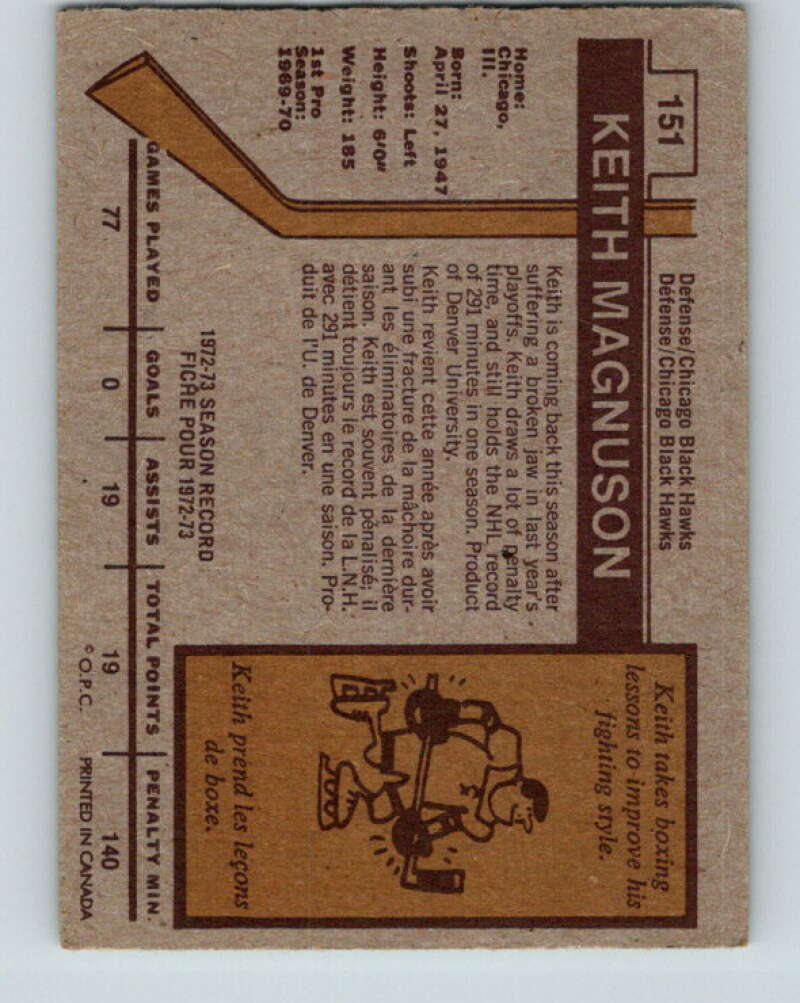 151
Defense/Chicago Black Hawks
Défense/Chicago Black Hawks
KEITH MAGNUSON
Home:
Chicago,
Ill.
Born:
April 27, 1947
Shoots: Left
Height: 6'0"
Weight: 185
1st Pro
Season:
1969-70
Keith is coming back this season after
suffering a broken jaw in last year's
playoffs. Keith draws a lot of penalty
time, and still holds the NHL record
of 291 minutes in one season. Product
of Denver University.
Keith revient cette année après avoir
subi une fracture de la mâchoire dur-
ant les éliminatoires de la dernière
saison. Keith est souvent pénalisé; il
détient toujours le record de la L.N.H.
avec 291 minutes en une saison. Pro-
duit de l'U. de Denver.
Keith takes boxing
lessons to improve his
fighting style.
Keith prend les leçons
de boxe.
1972-73 SEASON RECORD
FICHE POUR 1972-73
GAMES PLAYED GOALS ASSISTS TOTAL POINTS PENALTY MIN.
77 0 19 19 140
© O.P.C. PRINTED IN CANADA